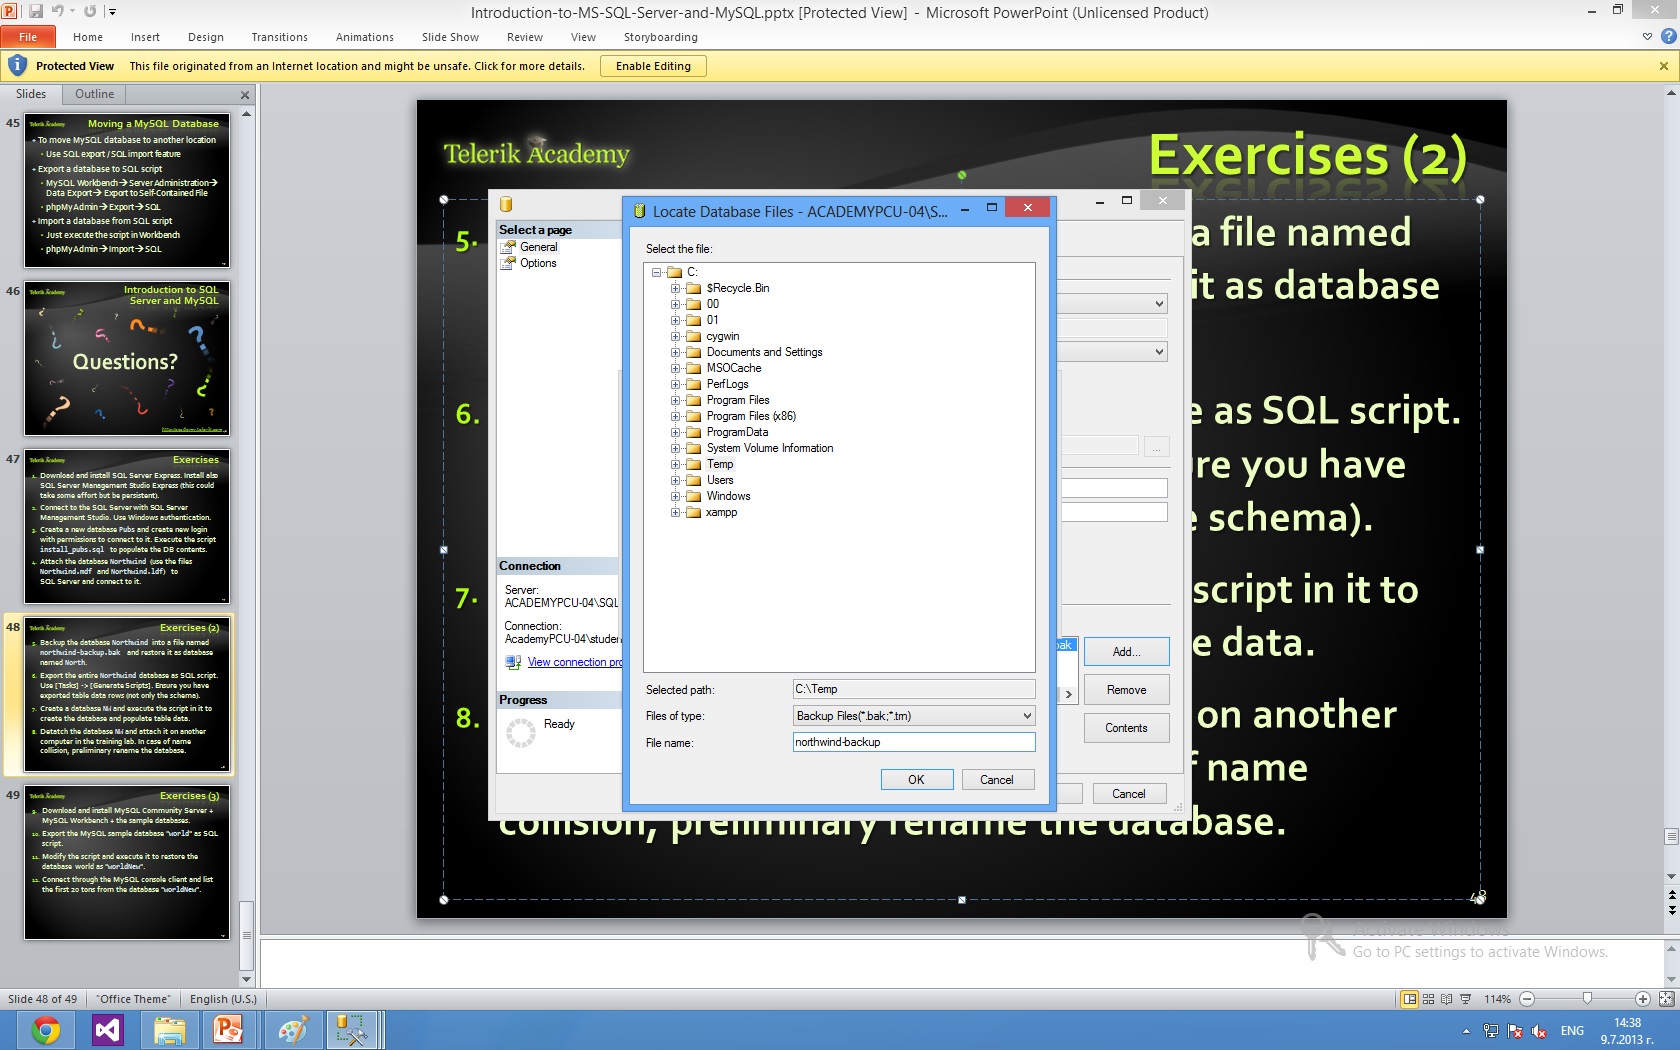 Introduction-to-MS-SQL-Server-and-MySQL.pptx [Protected View] - Microsoft PowerPoint (Unlicensed Product)
File Home Insert Design Transitions Animations Slide Show Review View Storyboarding
Protected View This file originated from an Internet location and might be unsafe. Click for more details. Enable Editing
Slides Outline
45
Telerik Academy
Moving a MySQL Database
To move MySQL database to another location
Use SQL export / SQL import feature
Export a database to SQL script
MySQL Workbench → Server Administration →
Data Export → Export to Self-Contained File
phpMyAdmin → Export → SQL
Import a database from SQL script
Just execute the script in Workbench
phpMyAdmin → Import → SQL
46
Introduction to SQL
Server and MySQL
Questions?
47
Telerik Academy
Exercises
1. Download and install SQL Server Express. Install also
SQL Server Management Studio Express (this could
take some effort but be persistent).
2. Connect to the SQL Server with SQL Server
Management Studio. Use Windows authentication.
3. Create a new database Pubs and create new login
with permissions to connect to it. Execute the script
install_pubs.sql to populate the DB contents.
4. Attach the database Northwind (use the files
Northwind.mdf and Northwind.ldf) to
SQL Server and connect to it.
48
Telerik Academy
Exercises (2)
5. Backup the database Northwind into a file named
northwind-backup.bak and restore it as database
named North.
6. Export the entire Northwind database as SQL script.
Use [Tasks] -> [Generate Scripts]. Ensure you have
exported table data rows (not only the schema).
7. Create a database NW and execute the script in it to
create the database and populate table data.
8. Detatch the database NW and attach it on another
computer in the training lab. In case of name
collision, preliminary rename the database.
49
Telerik Academy
Exercises (3)
9. Download and install MySQL Community Server +
MySQL Workbench + the sample databases.
10. Export the MySQL sample database "world" as SQL
script.
11. Modify the script and execute it to restore the
database world as "worldNew".
12. Connect through the MySQL console client and list
the first 20 tons from the database "worldNew".
Telerik Academy
Exercises (2)
5.
a file named
it as database
6.
e as SQL script.
re you have
e schema).
7.
script in it to
e data.
8.
on another
f name
collision, preliminary rename the database.
48
Select a page
General
Options
Connection
Server:
ACADEMYPCU-04\SQL
Connection:
AcademyPCU-04\studer
View connection pro
Progress
Ready
...
bak
Add...
Remove
Contents
Cancel
Locate Database Files - ACADEMYPCU-04\S...
Select the file:
C:
$Recycle.Bin
00
01
cygwin
Documents and Settings
MSOCache
PerfLogs
Program Files
Program Files (x86)
ProgramData
System Volume Information
Temp
Users
Windows
xampp
Selected path: C:\Temp
Files of type: Backup Files(*.bak;*.trn)
File name: northwind-backup
OK Cancel
Activate Windows
Go to PC settings to activate Windows.
Slide 48 of 49 "Office Theme" English (U.S.) 114%
ENG
14:38
9.7.2013 г.